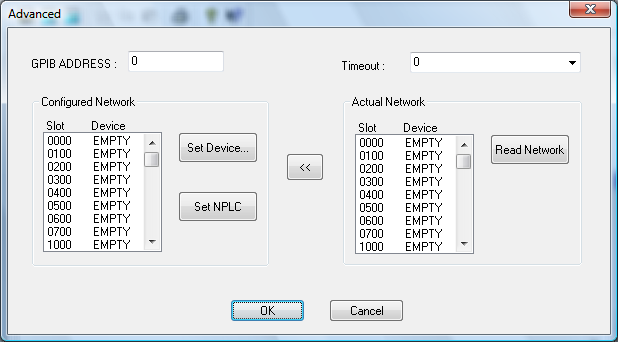 Advanced
GPIB ADDRESS : 0
Timeout : 0
Configured Network
Slot Device
0000 EMPTY
0100 EMPTY
0200 EMPTY
0300 EMPTY
0400 EMPTY
0500 EMPTY
0600 EMPTY
0700 EMPTY
1000 EMPTY
Set Device...
Set NPLC
<<
Actual Network
Slot Device
0000 EMPTY
0100 EMPTY
0200 EMPTY
0300 EMPTY
0400 EMPTY
0500 EMPTY
0600 EMPTY
0700 EMPTY
1000 EMPTY
Read Network
OK
Cancel